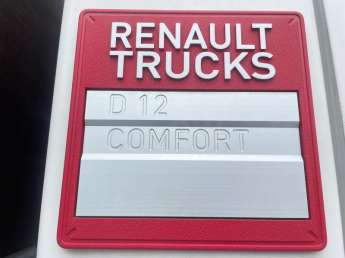 RENAULT
TRUCKS
D 12
COMFORT